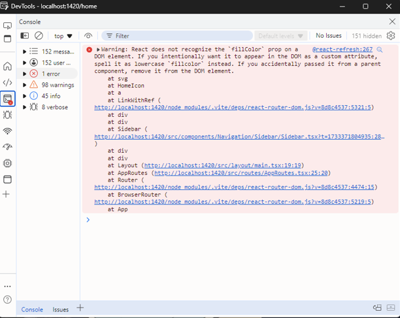 DevTools - localhost:1420/home
Console
top
Filter
Default levels
No Issues
151 hidden
152 messa...
152 user ...
1 error
98 warnings
45 info
8 verbose
Warning: React does not recognize the `fillColor` prop on a @react-refresh:267
DOM element. If you intentionally want it to appear in the DOM as a custom attribute,
spell it as lowercase `fillcolor` instead. If you accidentally passed it from a parent
component, remove it from the DOM element.
at svg
at HomeIcon
at a
at LinkWithRef (
http://localhost:1420/node_modules/.vite/deps/react-router-dom.js?v=8d8c4537:5321:5)
at div
at div
at Sidebar (
http://localhost:1420/src/components/Navigation/Sidebar/Sidebar.tsx?t=1733371804935:28…
)
at div
at div
at Layout (http://localhost:1420/src/layout/main.tsx:19:19)
at AppRoutes (http://localhost:1420/src/routes/AppRoutes.tsx:25:20)
at Router (
http://localhost:1420/node_modules/.vite/deps/react-router-dom.js?v=8d8c4537:4474:15)
at BrowserRouter (
http://localhost:1420/node_modules/.vite/deps/react-router-dom.js?v=8d8c4537:5219:5)
at App
Console
Issues